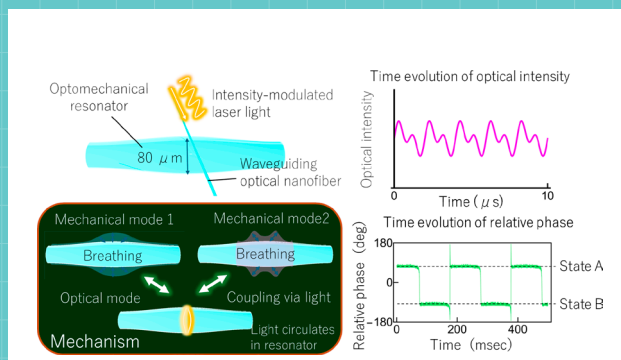 Optomechanical
resonator
Intensity-modulated
laser light
80 μm
Waveguiding
optical nanofiber
Mechanical mode 1
Mechanical mode2
Breathing
Breathing
Optical mode
Coupling via light
Light circulates
in resonator
Mechanism
Time evolution of optical intensity
Optical Intensity
0
10
Time (μs)
Time evolution of relative phase
Relative phase (deg)
180
0
-180
State A
State B
0
200
400
Time (msec)